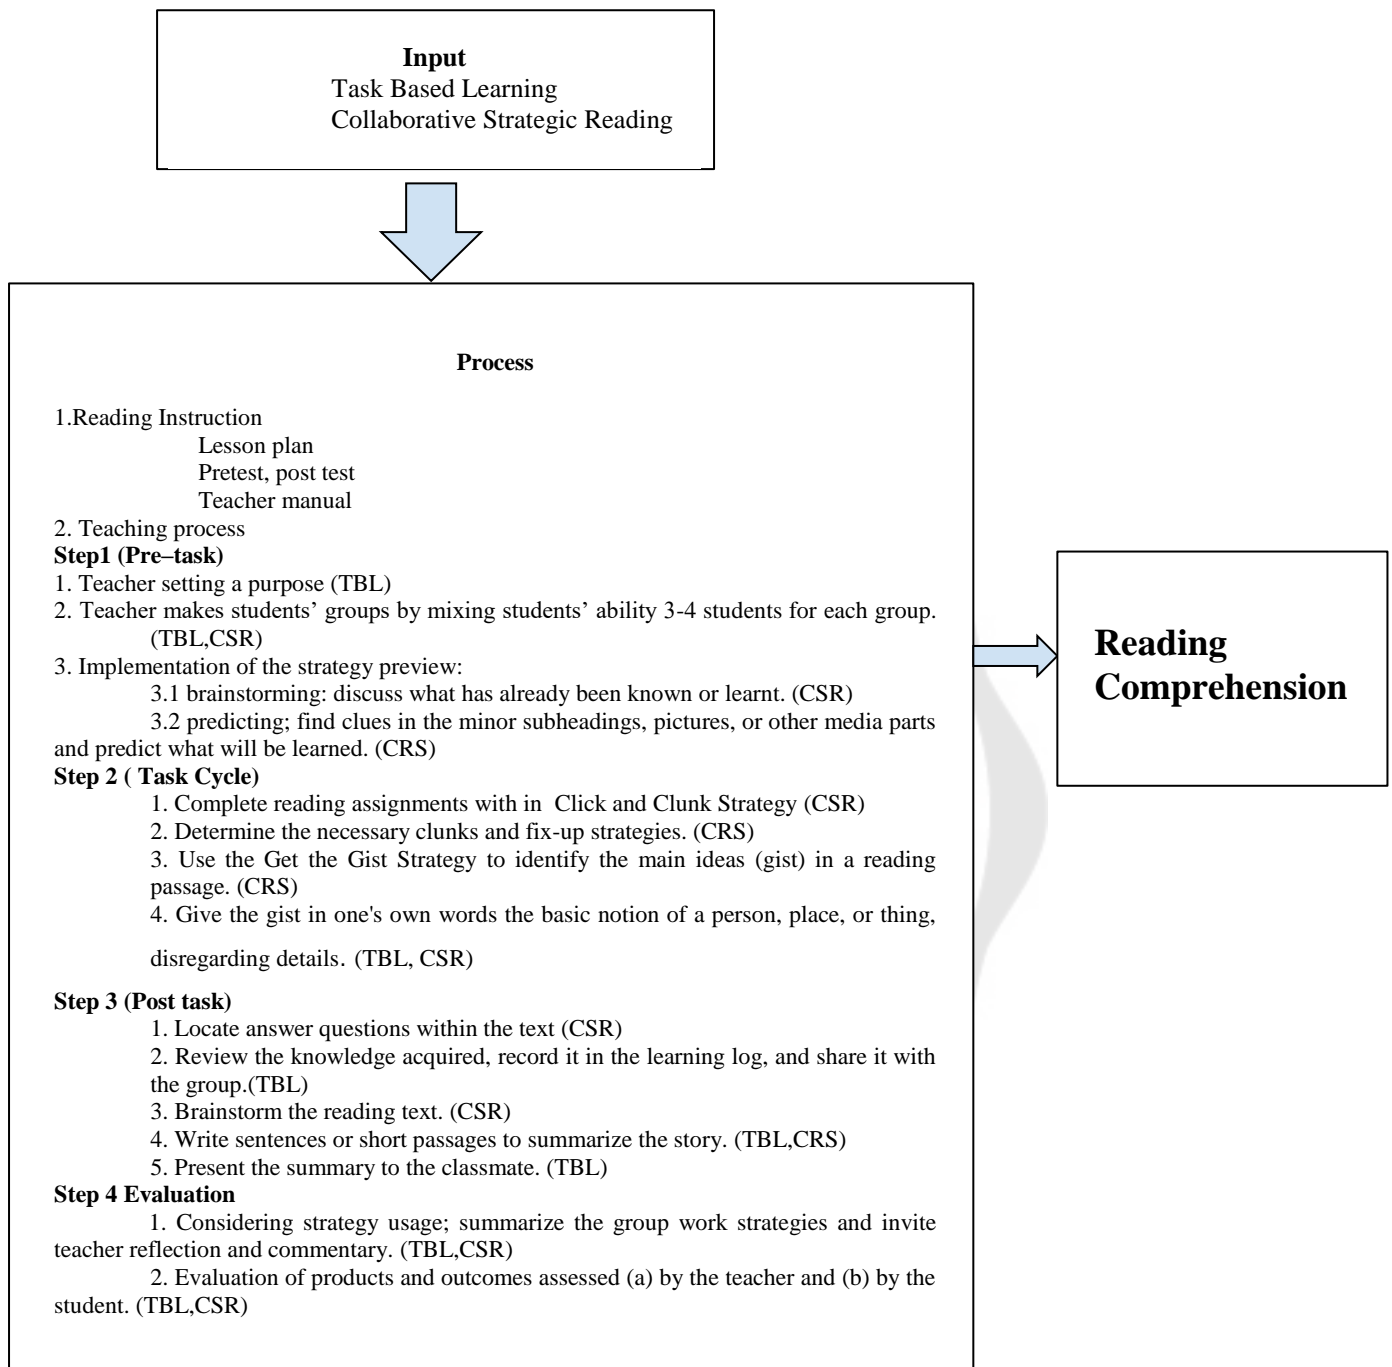 Input
Task Based Learning
Collaborative Strategic Reading
Process
1.Reading Instruction
Lesson plan
Pretest, post test
Teacher manual
2. Teaching process
Step1 (Pre–task)
1. Teacher setting a purpose (TBL)
2. Teacher makes students’ groups by mixing students’ ability 3-4 students for each group.
(TBL,CSR)
3. Implementation of the strategy preview:
3.1 brainstorming: discuss what has already been known or learnt. (CSR)
3.2 predicting; find clues in the minor subheadings, pictures, or other media parts
and predict what will be learned. (CRS)
Step 2 ( Task Cycle)
1. Complete reading assignments with in Click and Clunk Strategy (CSR)
2. Determine the necessary clunks and fix-up strategies. (CRS)
3. Use the Get the Gist Strategy to identify the main ideas (gist) in a reading
passage. (CRS)
4. Give the gist in one's own words the basic notion of a person, place, or thing,
disregarding details. (TBL, CSR)
Step 3 (Post task)
1. Locate answer questions within the text (CSR)
2. Review the knowledge acquired, record it in the learning log, and share it with
the group.(TBL)
3. Brainstorm the reading text. (CSR)
4. Write sentences or short passages to summarize the story. (TBL,CRS)
5. Present the summary to the classmate. (TBL)
Step 4 Evaluation
1. Considering strategy usage; summarize the group work strategies and invite
teacher reflection and commentary. (TBL,CSR)
2. Evaluation of products and outcomes assessed (a) by the teacher and (b) by the
student. (TBL,CSR)
Reading
Comprehension